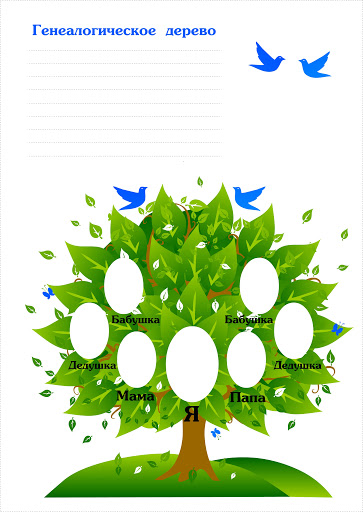 Генеалогическое дерево
Бабушка Бабушка
Дедушка Дедушка
Мама Папа
Я